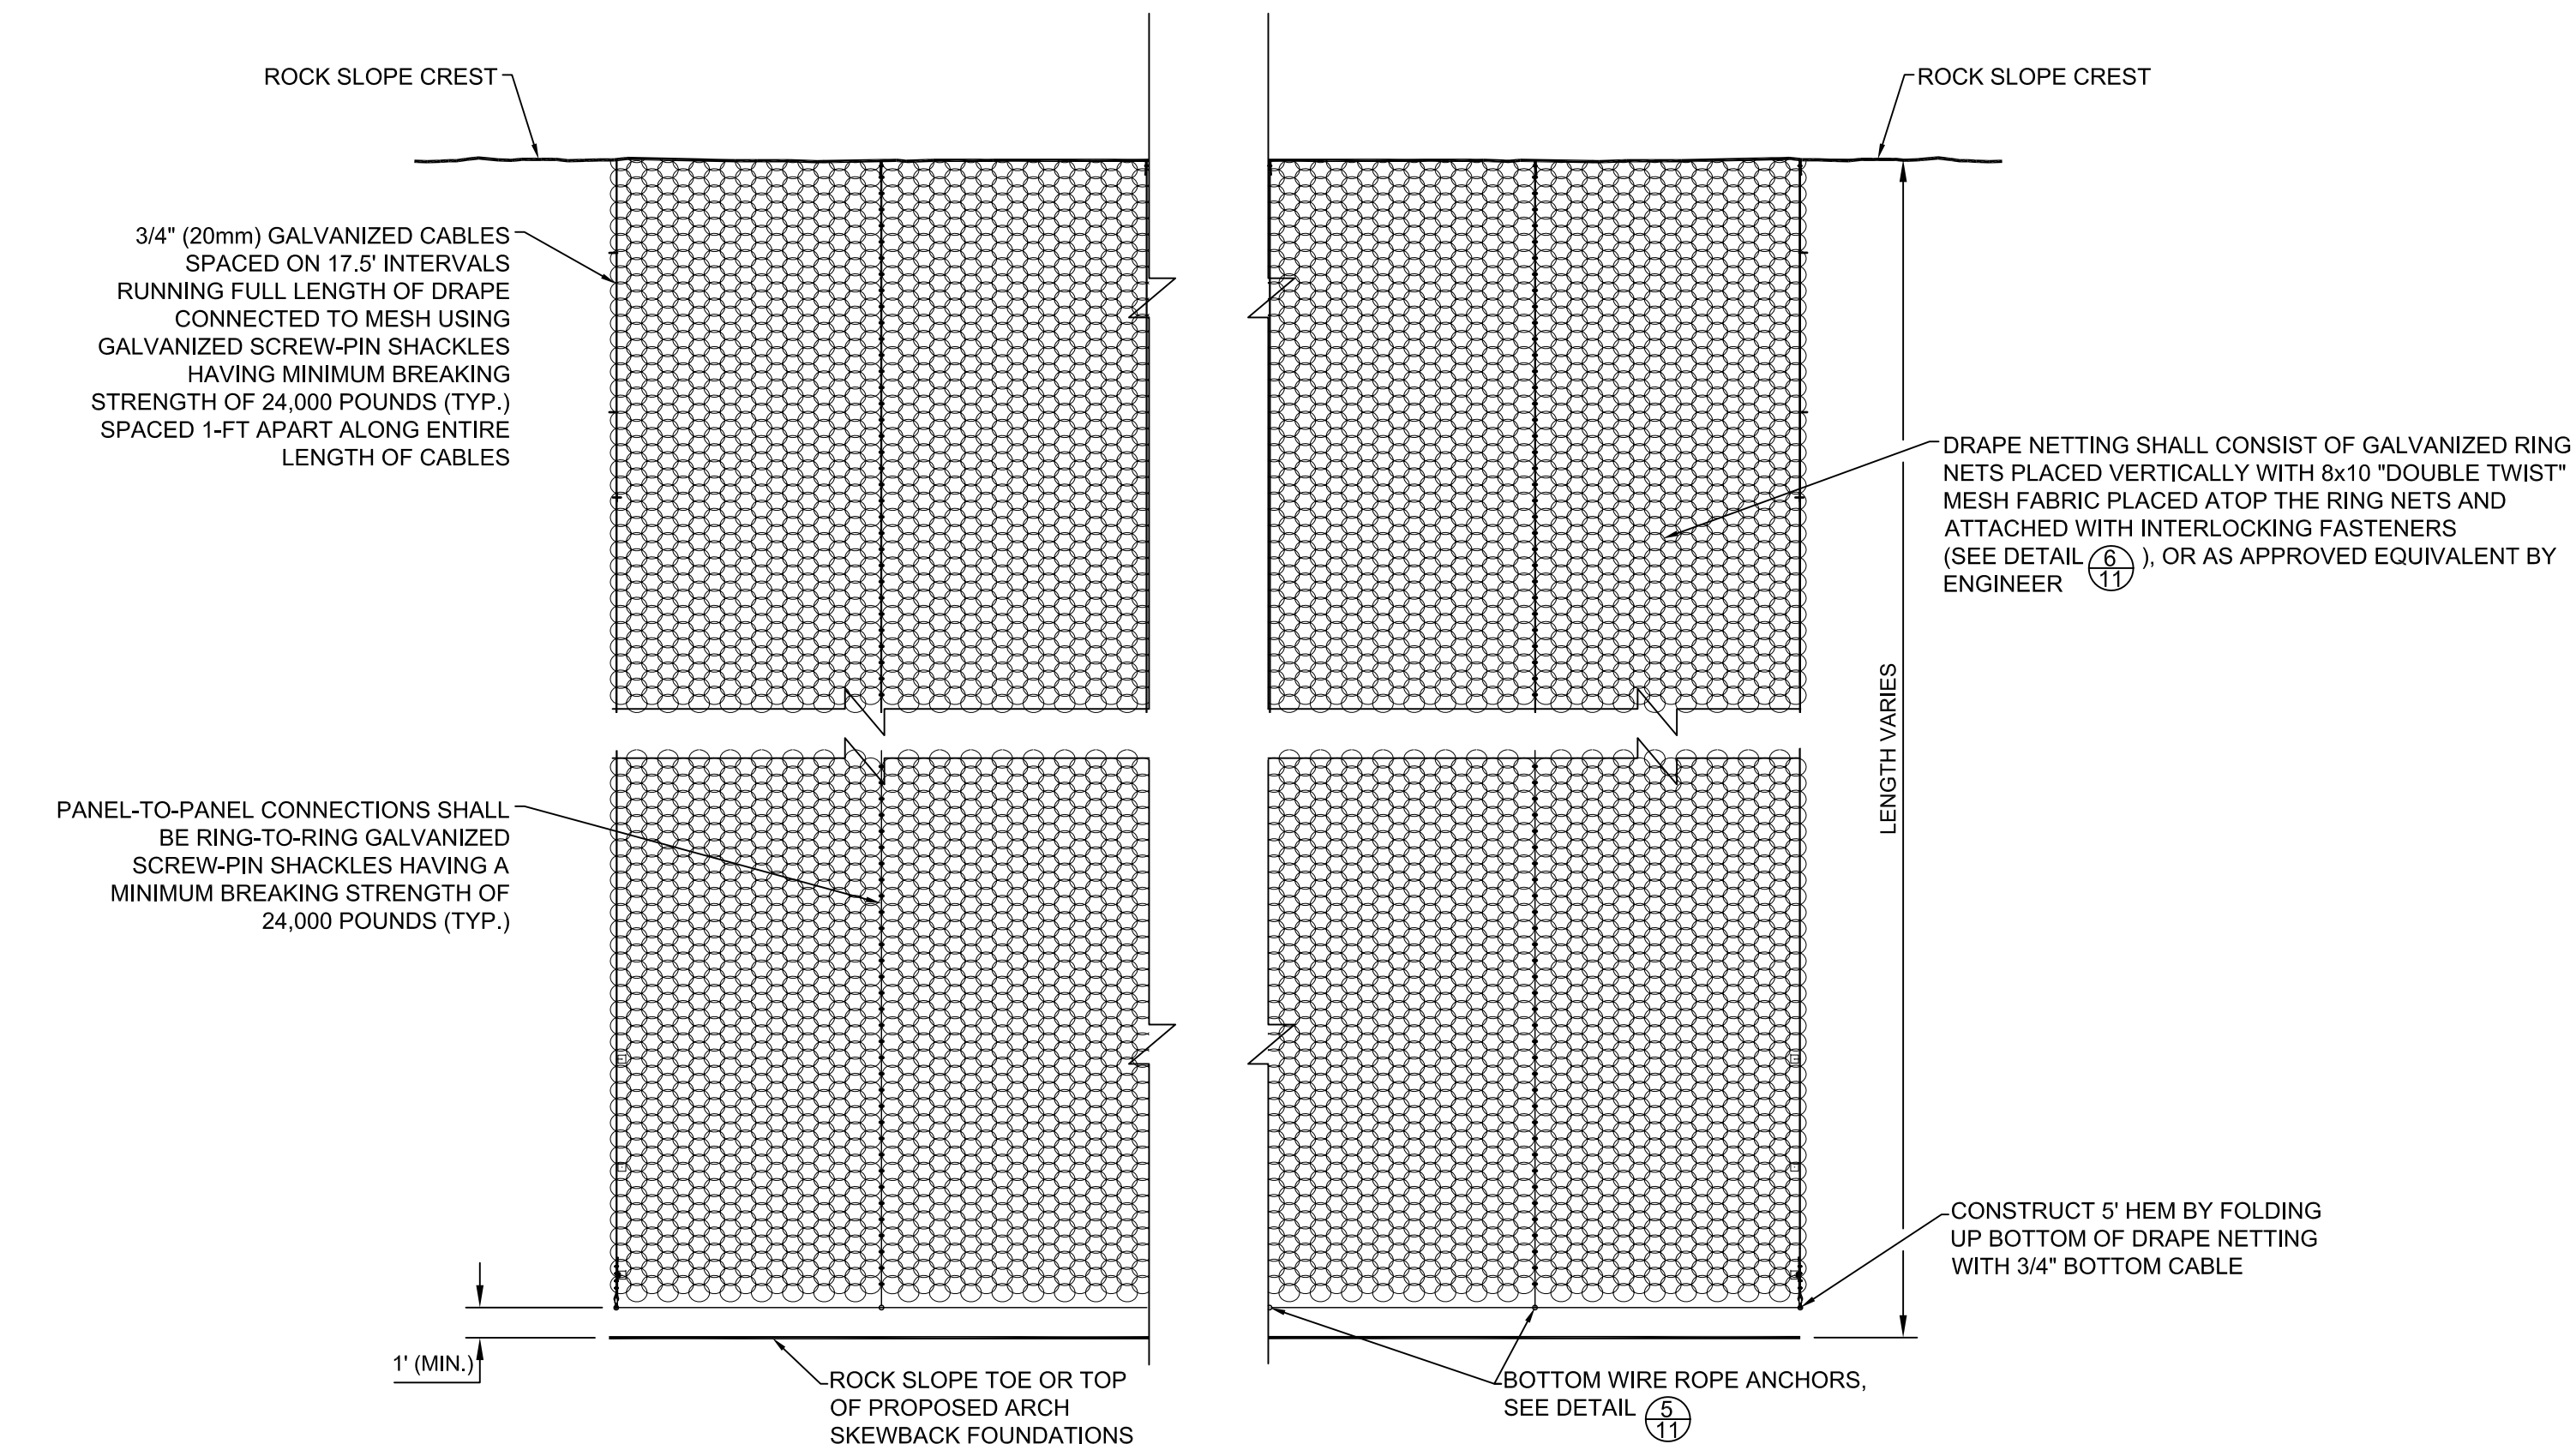 ROCK SLOPE CREST
ROCK SLOPE CREST
3/4" (20mm) GALVANIZED CABLES
SPACED ON 17.5' INTERVALS
RUNNING FULL LENGTH OF DRAPE
CONNECTED TO MESH USING
GALVANIZED SCREW-PIN SHACKLES
HAVING MINIMUM BREAKING
STRENGTH OF 24,000 POUNDS (TYP.)
SPACED 1-FT APART ALONG ENTIRE
LENGTH OF CABLES
DRAPE NETTING SHALL CONSIST OF GALVANIZED RING
NETS PLACED VERTICALLY WITH 8x10 "DOUBLE TWIST"
MESH FABRIC PLACED ATOP THE RING NETS AND
ATTACHED WITH INTERLOCKING FASTENERS
(SEE DETAIL 6/11 ), OR AS APPROVED EQUIVALENT BY
ENGINEER
LENGTH VARIES
PANEL-TO-PANEL CONNECTIONS SHALL
BE RING-TO-RING GALVANIZED
SCREW-PIN SHACKLES HAVING A
MINIMUM BREAKING STRENGTH OF
24,000 POUNDS (TYP.)
CONSTRUCT 5' HEM BY FOLDING
UP BOTTOM OF DRAPE NETTING
WITH 3/4" BOTTOM CABLE
1' (MIN.)
ROCK SLOPE TOE OR TOP
OF PROPOSED ARCH
SKEWBACK FOUNDATIONS
BOTTOM WIRE ROPE ANCHORS,
SEE DETAIL 5/11